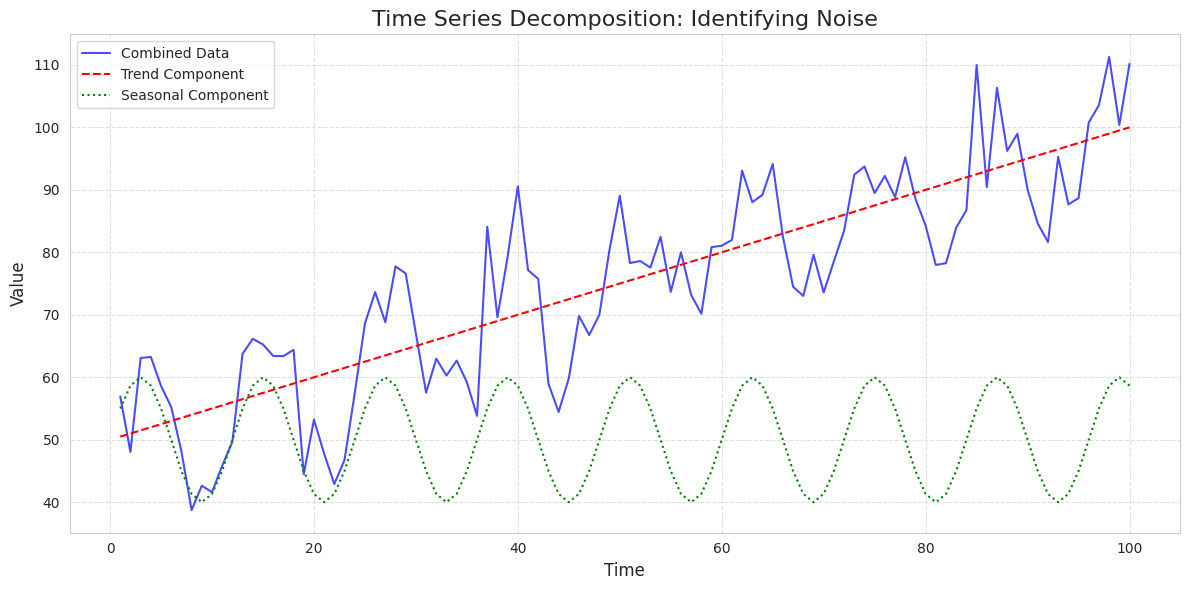 Time Series Decomposition: Identifying Noise
Combined Data
Trend Component
Seasonal Component
Value
110
100
90
80
70
60
50
40
0 20 40 60 80 100
Time